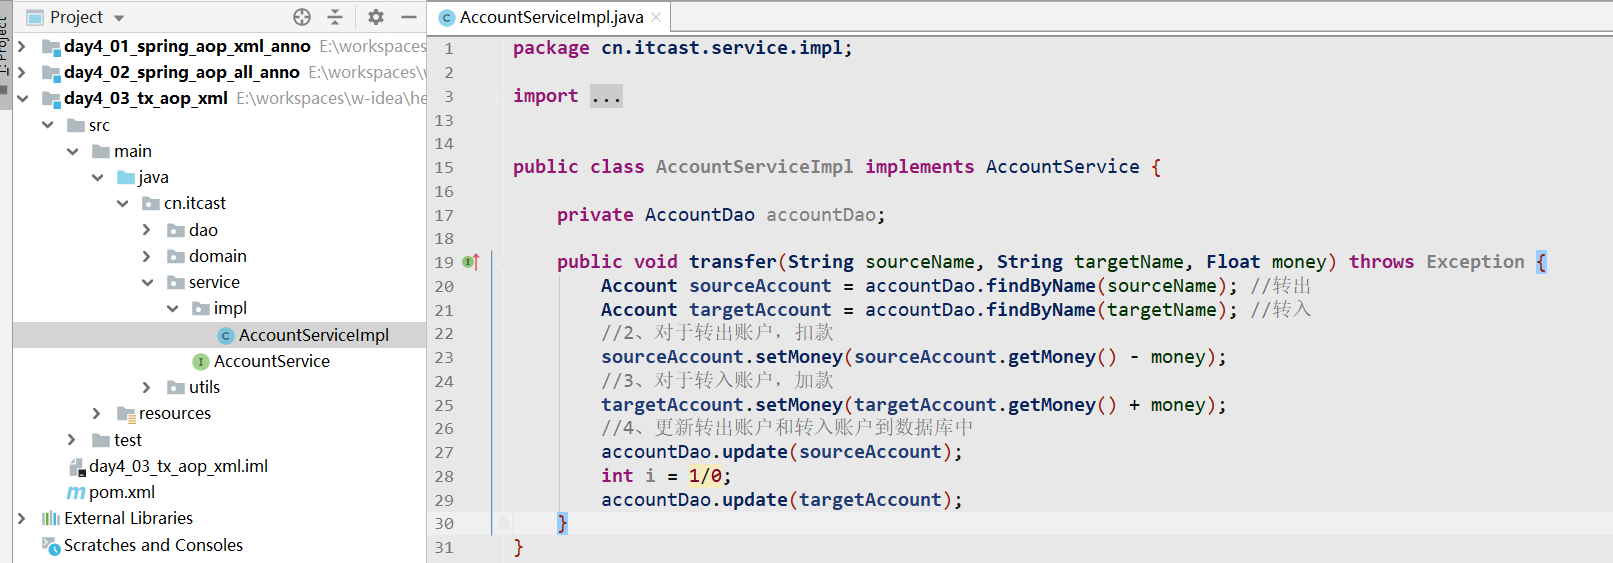 1: Project
Project
day4_01_spring_aop_xml_anno E:\workspaces
day4_02_spring_aop_all_anno E:\workspaces\
day4_03_tx_aop_xml E:\workspaces\w-idea\he
src
main
java
cn.itcast
dao
domain
service
impl
AccountServiceImpl
AccountService
utils
resources
test
day4_03_tx_aop_xml.iml
pom.xml
External Libraries
Scratches and Consoles
AccountServiceImpl.java
1 package cn.itcast.service.impl;
2
3 import ...
13
14
15 public class AccountServiceImpl implements AccountService {
16
17     private AccountDao accountDao;
18
19     public void transfer(String sourceName, String targetName, Float money) throws Exception {
20         Account sourceAccount = accountDao.findByName(sourceName); //转出
21         Account targetAccount = accountDao.findByName(targetName); //转入
22         //2、对于转出账户，扣款
23         sourceAccount.setMoney(sourceAccount.getMoney() - money);
24         //3、对于转入账户，加款
25         targetAccount.setMoney(targetAccount.getMoney() + money);
26         //4、更新转出账户和转入账户到数据库中
27         accountDao.update(sourceAccount);
28         int i = 1/0;
29         accountDao.update(targetAccount);
30     }
31 }